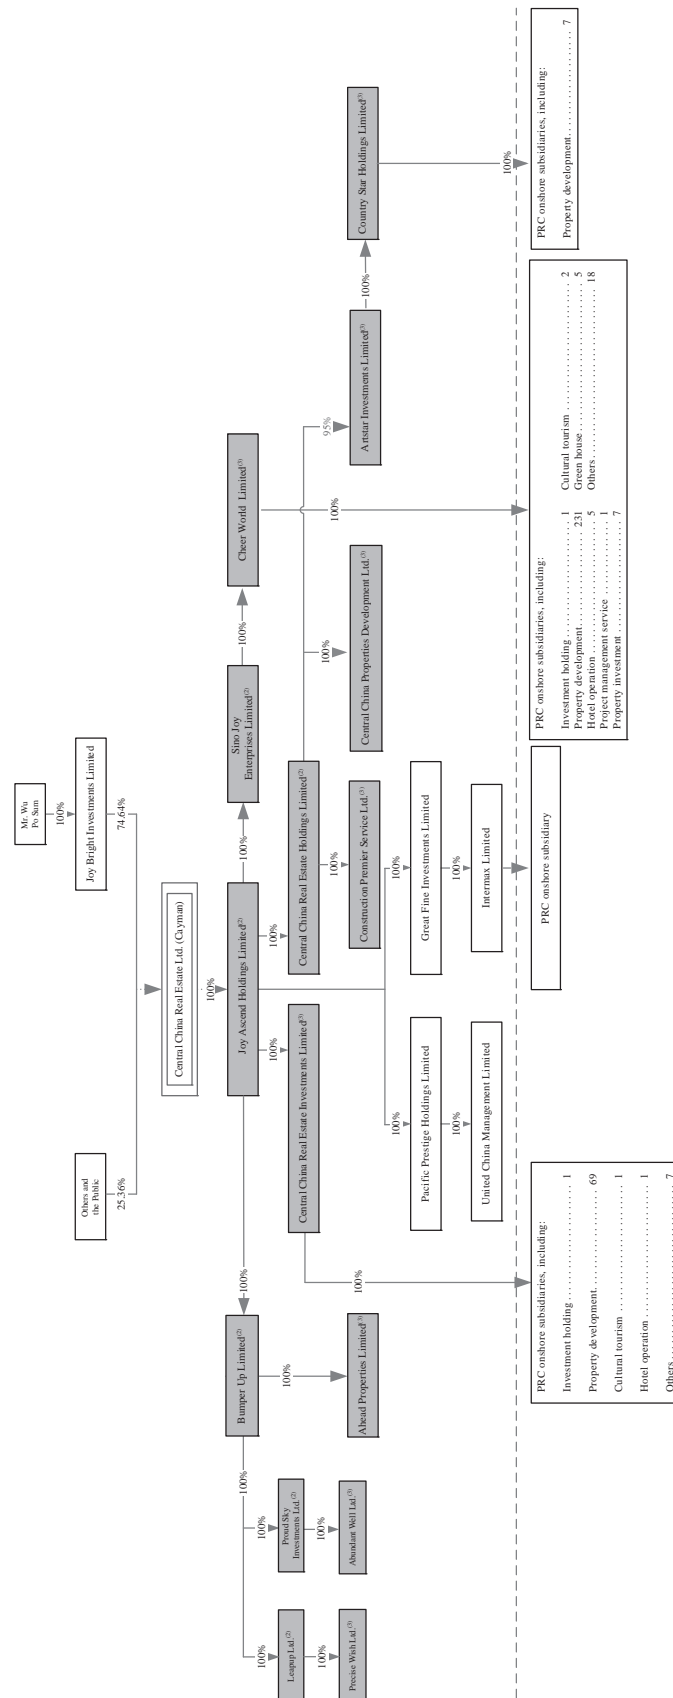 Mr. Wu
Po Sum
100%
Joy Bright Investments Limited
74.64%
Others and
the Public
25.36%
Central China Real Estate Ltd. (Cayman)
100%
Joy Ascend Holdings Limited(2)
100%
Bumper Up Limited(2)
100%
100%
Leapup Ltd.(2)
100%
Precise Wish Ltd.(3)
100%
Proud Sky
Investments Ltd.(2)
100%
Abundant Well Ltd.(3)
100%
Ahead Properties Limited(3)
100%
Central China Real Estate Investments Limited(3)
100%
100%
Pacific Prestige Holdings Limited
100%
United China Management Limited
100%
Great Fine Investments Limited
100%
Intermax Limited
100%
Central China Real Estate Holdings Limited(2)
100%
Construction Premier Service Ltd.(3)
100%
Central China Properties Development Ltd.(3)
95%
Artstar Investments Limited(3)
100%
Country Star Holdings Limited(3)
100%
100%
Sino Joy
Enterprises Limited(2)
100%
Cheer World Limited(3)
100%
PRC onshore subsidiaries, including:
Investment holding 1
Property development 69
Cultural tourism 1
Hotel operation 1
Others 7
PRC onshore subsidiary
PRC onshore subsidiaries, including:
Investment holding 1
Property development 231
Hotel operation 5
Project management service 1
Property investment 7
Cultural tourism 2
Green house 5
Others 18
PRC onshore subsidiaries, including:
Property development 7